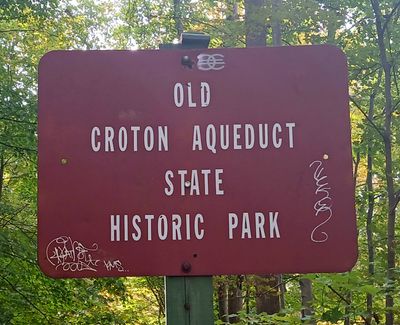 OLD
CROTON AQUEDUCT
STATE
HISTORIC PARK